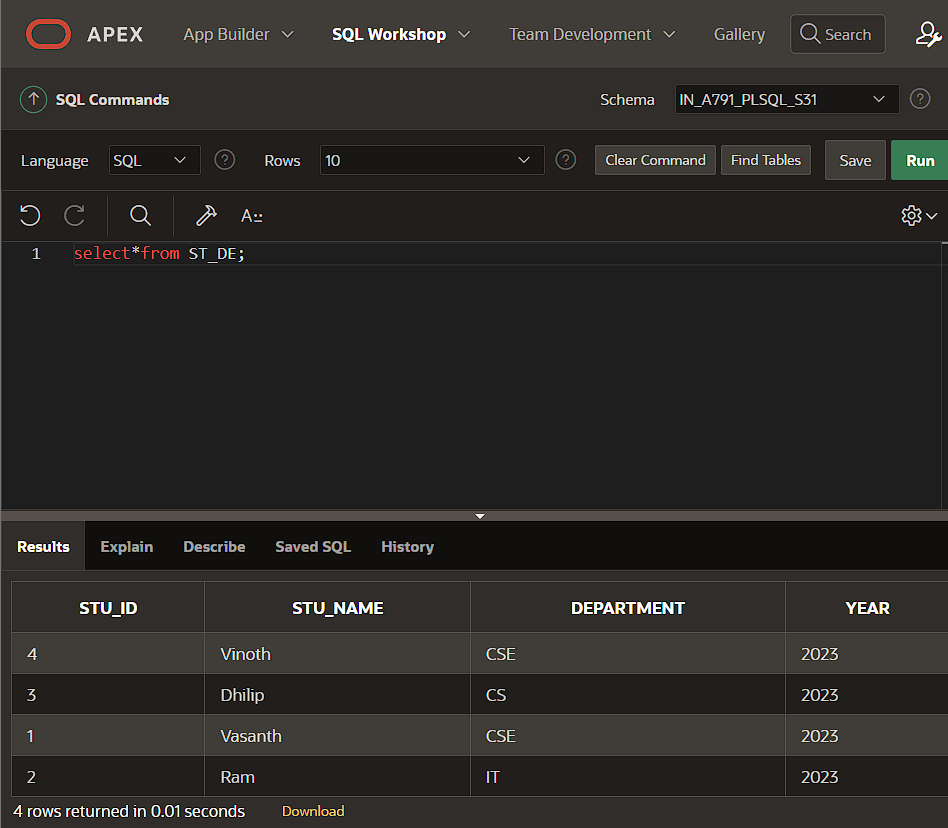 APEX App Builder SQL Workshop Team Development Gallery Search
SQL Commands Schema IN_A791_PLSQL_S31 ?
Language SQL ? Rows 10 ? Clear Command Find Tables Save Run
A::
1 select*from ST_DE;
Results Explain Describe Saved SQL History
STU_ID STU_NAME DEPARTMENT YEAR
4 Vinoth CSE 2023
3 Dhilip CS 2023
1 Vasanth CSE 2023
2 Ram IT 2023
4 rows returned in 0.01 seconds Download